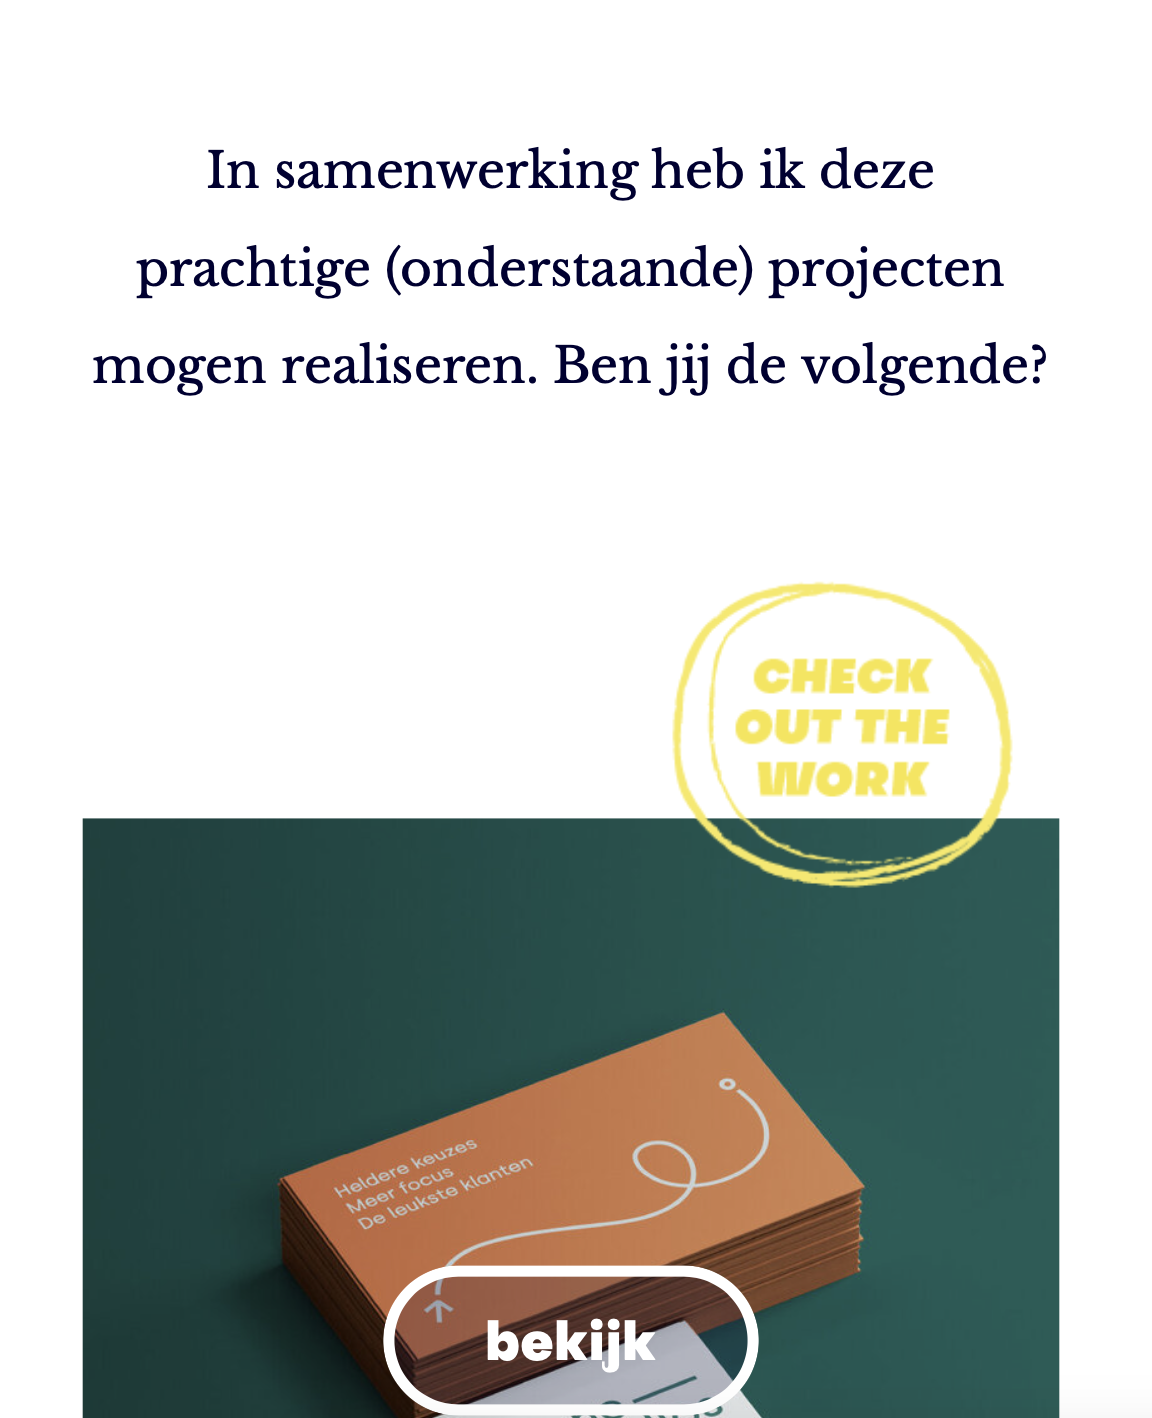 In samenwerking heb ik deze
prachtige (onderstaande) projecten
mogen realiseren. Ben jij de volgende?
CHECK
OUT THE
WORK
Heldere keuzes
Meer focus
De leukste klanten
bekijk